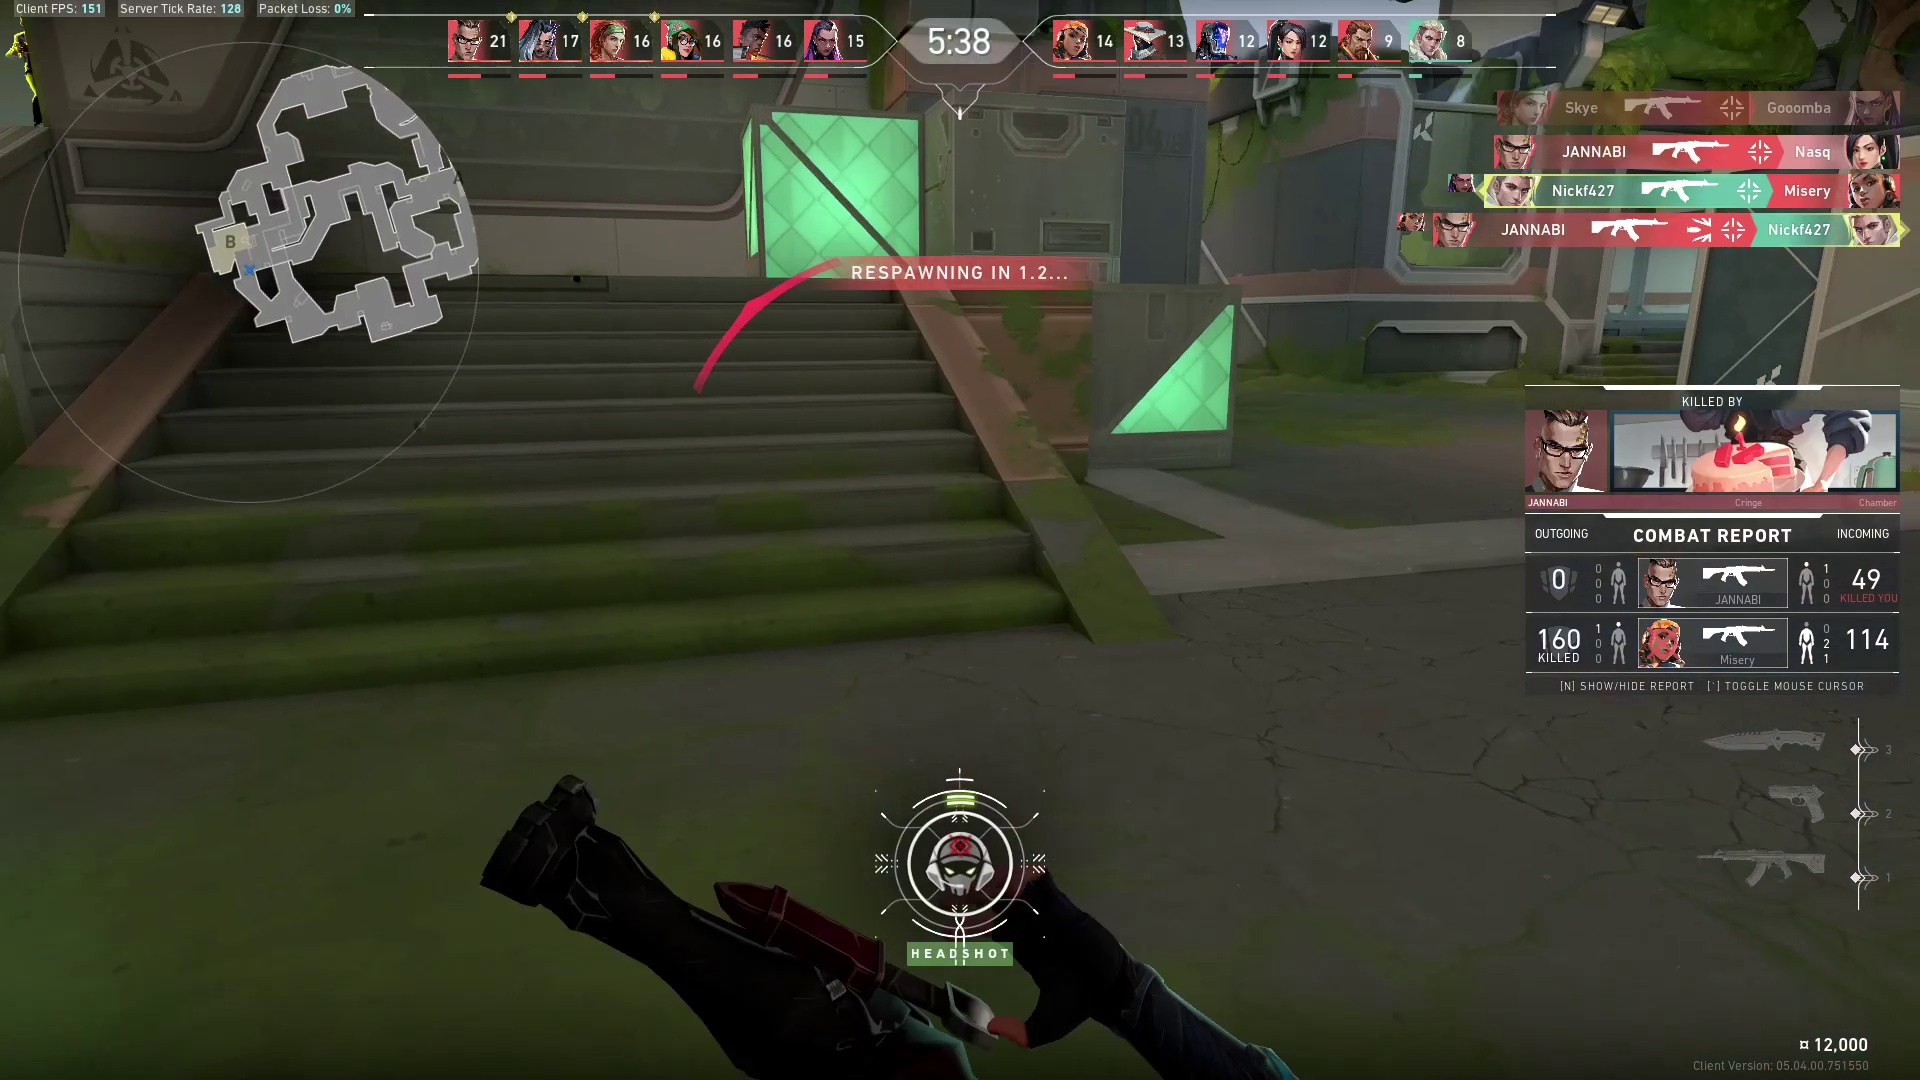 Client FPS: 151 Server Tick Rate: 128 Packet Loss: 0%
21 17 16 16 16 15 5:38 14 13 12 12 9 8
Skye Gooomba
JANNABI Nasq
Nickf427 Misery
JANNABI Nickf427
B
RESPAWNING IN 1.2...
KILLED BY
JANNABI Cringe Chamber
OUTGOING COMBAT REPORT INCOMING
0 0 0 0 JANNABI 1 0 0 49 KILLED YOU
160 KILLED 1 0 0 Misery 0 2 1 114
[N] SHOW/HIDE REPORT [`] TOGGLE MOUSE CURSOR
3
2
1
HEADSHOT
¤ 12,000
Client Version: 05.04.00.751550